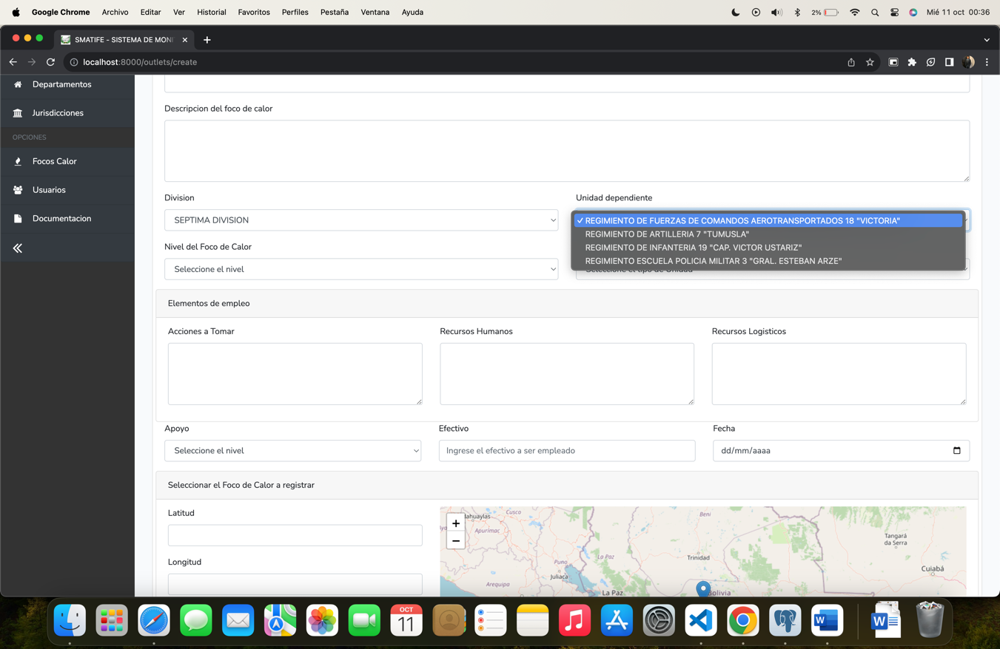 Google Chrome Archivo Editar Ver Historial Favoritos Perfiles Pestaña Ventana Ayuda 2% Mié 11 oct 00:36
SMATIFE - SISTEMA DE MONI
localhost:8000/outlets/create
Departamentos
Jurisdicciones
OPCIONES
Focos Calor
Usuarios
Documentacion
Descripcion del foco de calor
Division
SEPTIMA DIVISION
Unidad dependiente
✓ REGIMIENTO DE FUERZAS DE COMANDOS AEROTRANSPORTADOS 18 "VICTORIA"
REGIMIENTO DE ARTILLERIA 7 "TUMUSLA"
REGIMIENTO DE INFANTERIA 19 "CAP. VICTOR USTARIZ"
REGIMIENTO ESCUELA POLICIA MILITAR 3 "GRAL. ESTEBAN ARZE"
Nivel del Foco de Calor
Seleccione el nivel
Seleccione el tipo de Unidad
Elementos de empleo
Acciones a Tomar
Recursos Humanos
Recursos Logisticos
Apoyo
Seleccione el nivel
Efectivo
Ingrese el efectivo a ser empleado
Fecha
dd/mm/aaaa
Seleccionar el Foco de Calor a registrar
Latitud
Longitud
+
−
Cusco
Apurímac
Beni
Tangará
da Serra
La Paz
Trinidad
Puno
Juliaca
Cuiabá
Arequipa
La Paz
Bolivia
OCT
11